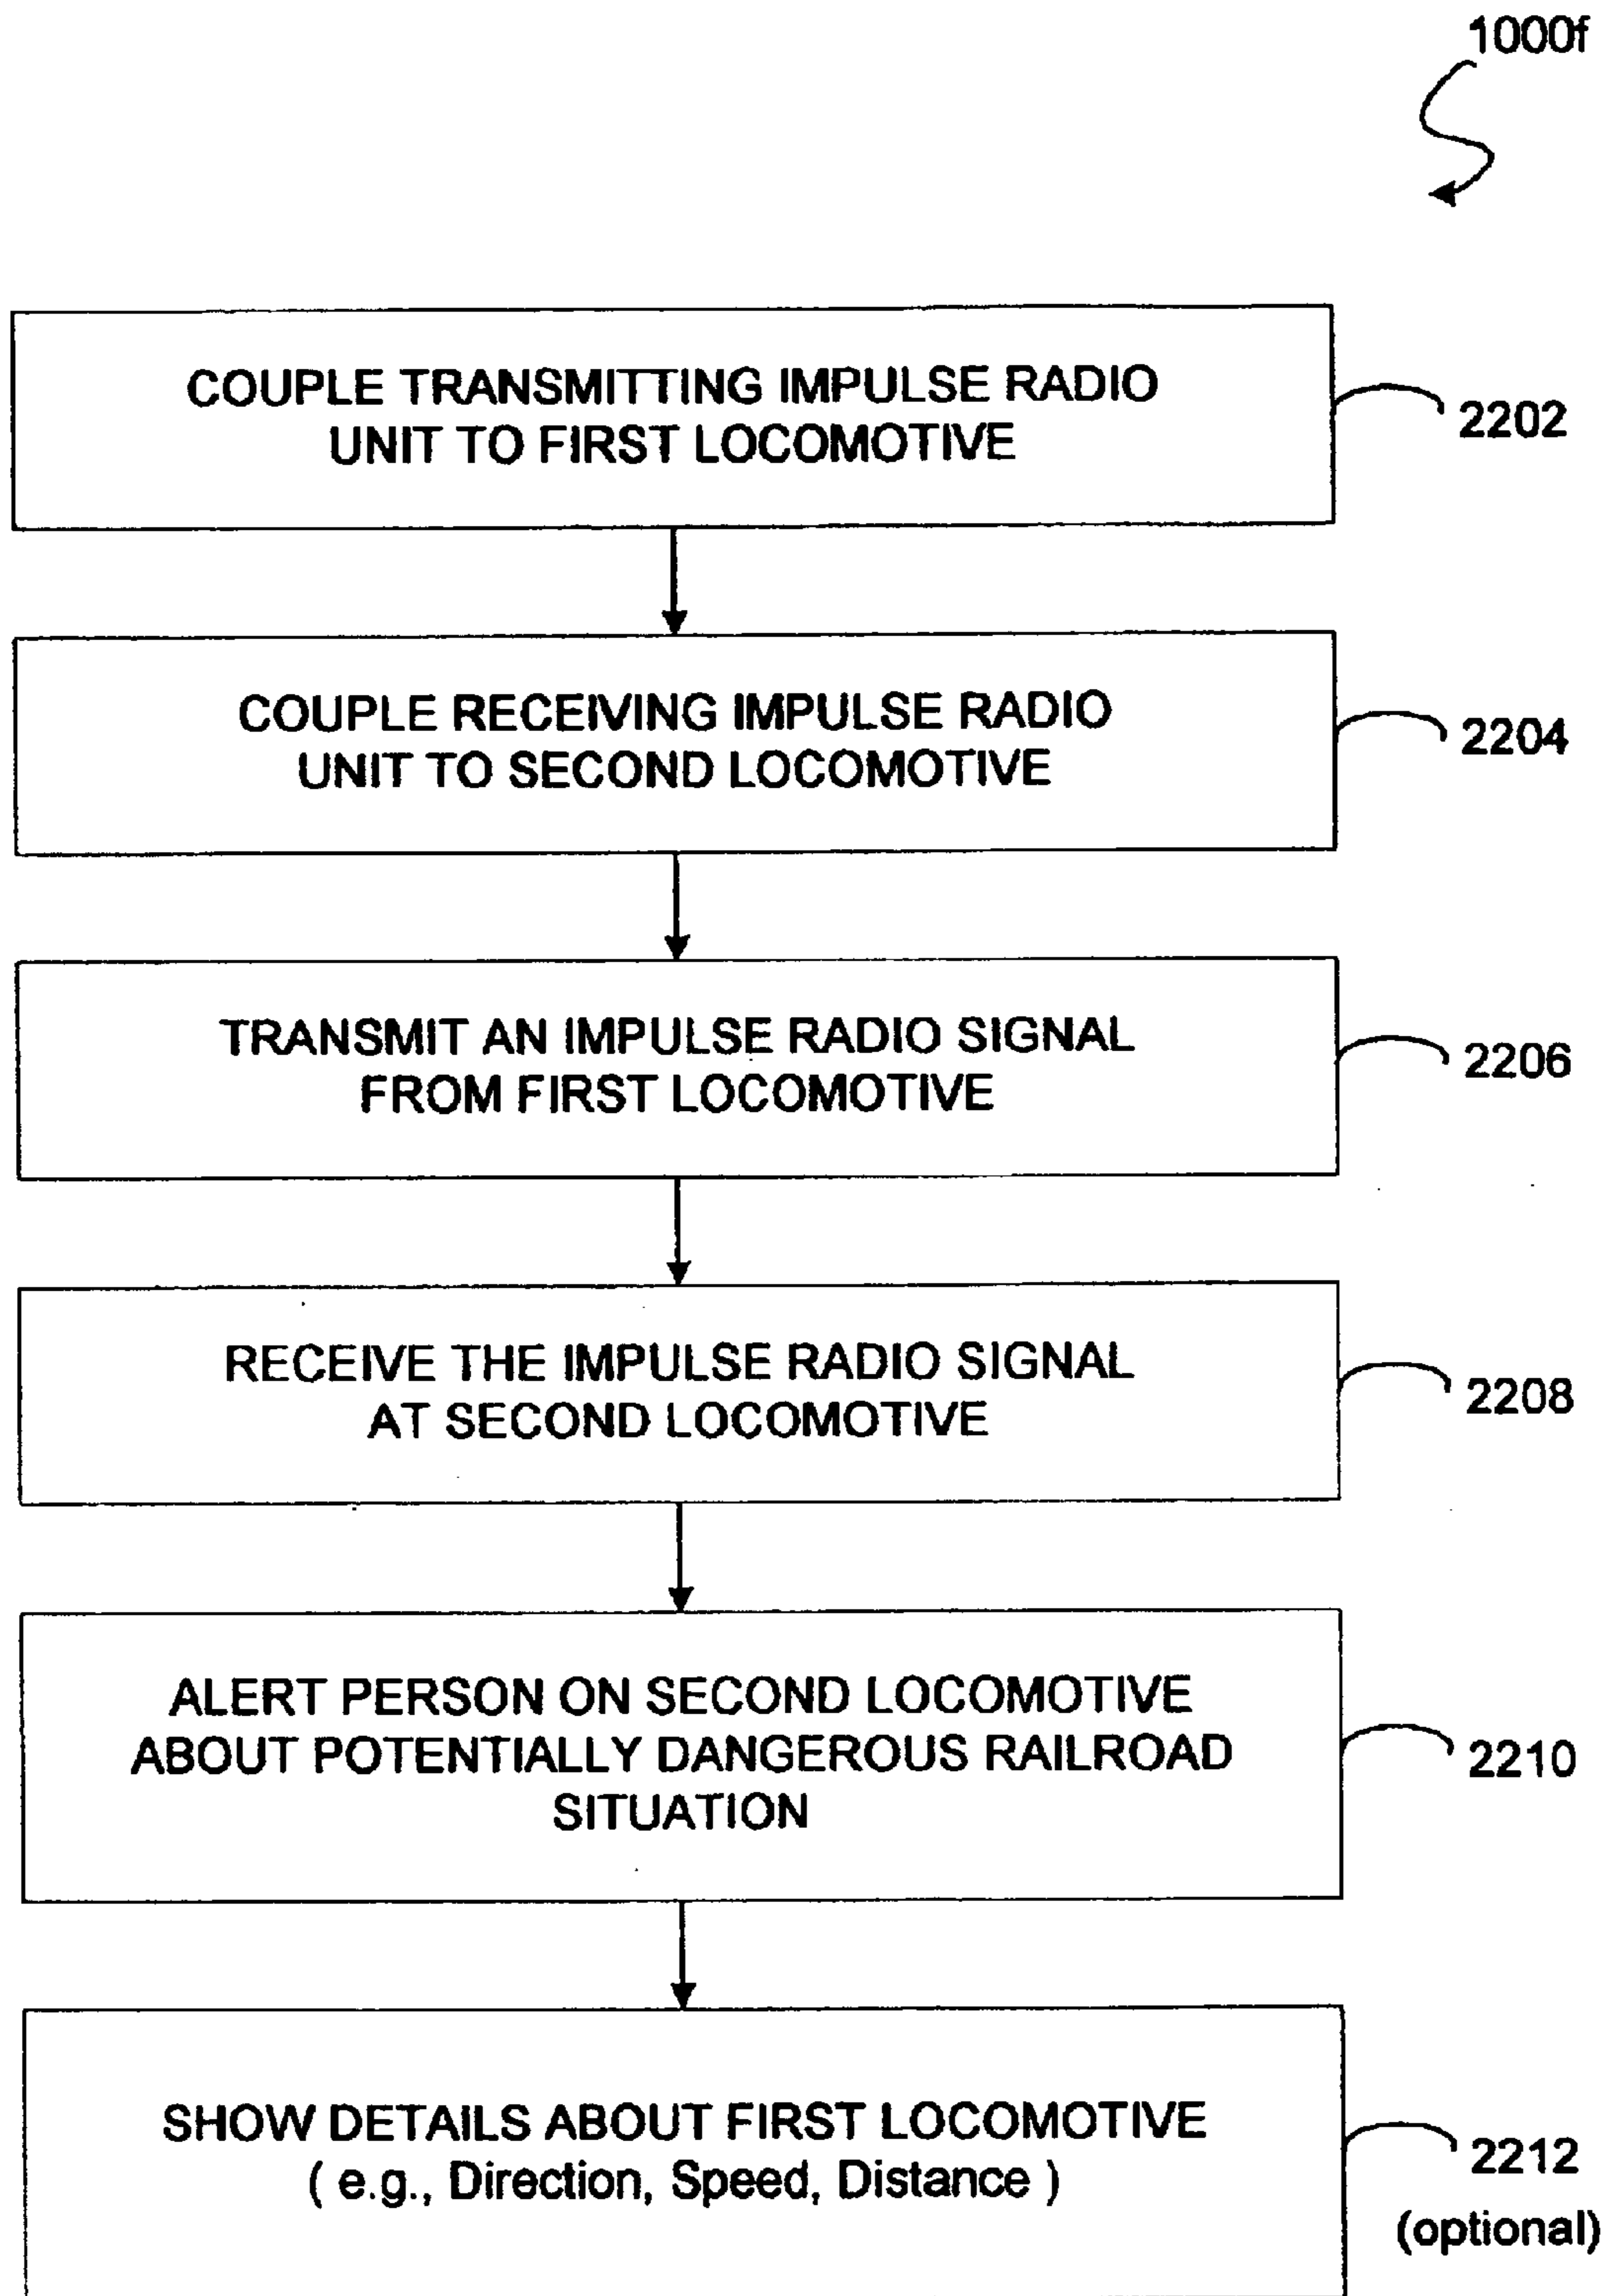 1000f
COUPLE TRANSMITTING IMPULSE RADIO
UNIT TO FIRST LOCOMOTIVE
2202
COUPLE RECEIVING IMPULSE RADIO
UNIT TO SECOND LOCOMOTIVE
2204
TRANSMIT AN IMPULSE RADIO SIGNAL
FROM FIRST LOCOMOTIVE
2206
RECEIVE THE IMPULSE RADIO SIGNAL
AT SECOND LOCOMOTIVE
2208
ALERT PERSON ON SECOND LOCOMOTIVE
ABOUT POTENTIALLY DANGEROUS RAILROAD
SITUATION
2210
SHOW DETAILS ABOUT FIRST LOCOMOTIVE
( e.g., Direction, Speed, Distance )
2212
(optional)